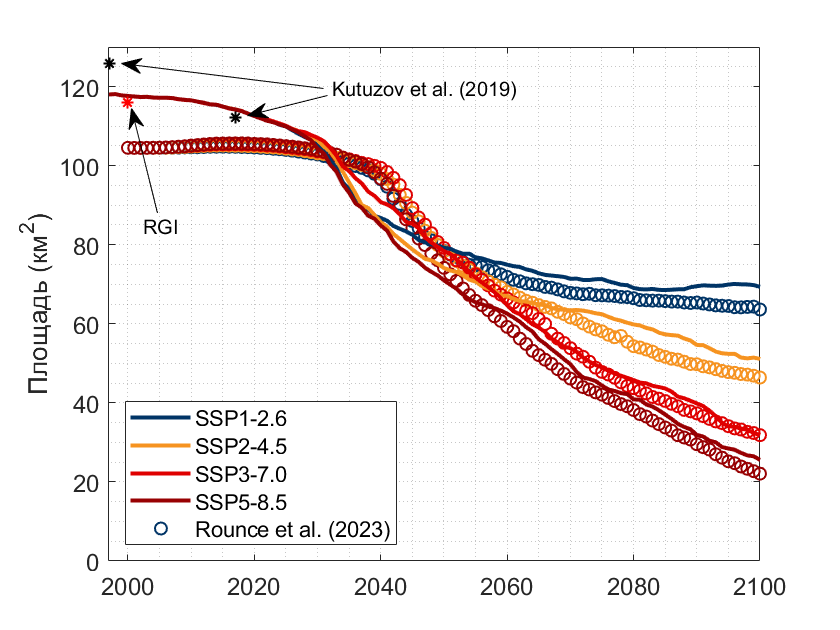 120
100
80
60
40
20
0
Площадь (км²)
Kutuzov et al. (2019)
RGI
SSP1-2.6
SSP2-4.5
SSP3-7.0
SSP5-8.5
Rounce et al. (2023)
2000 2020 2040 2060 2080 2100